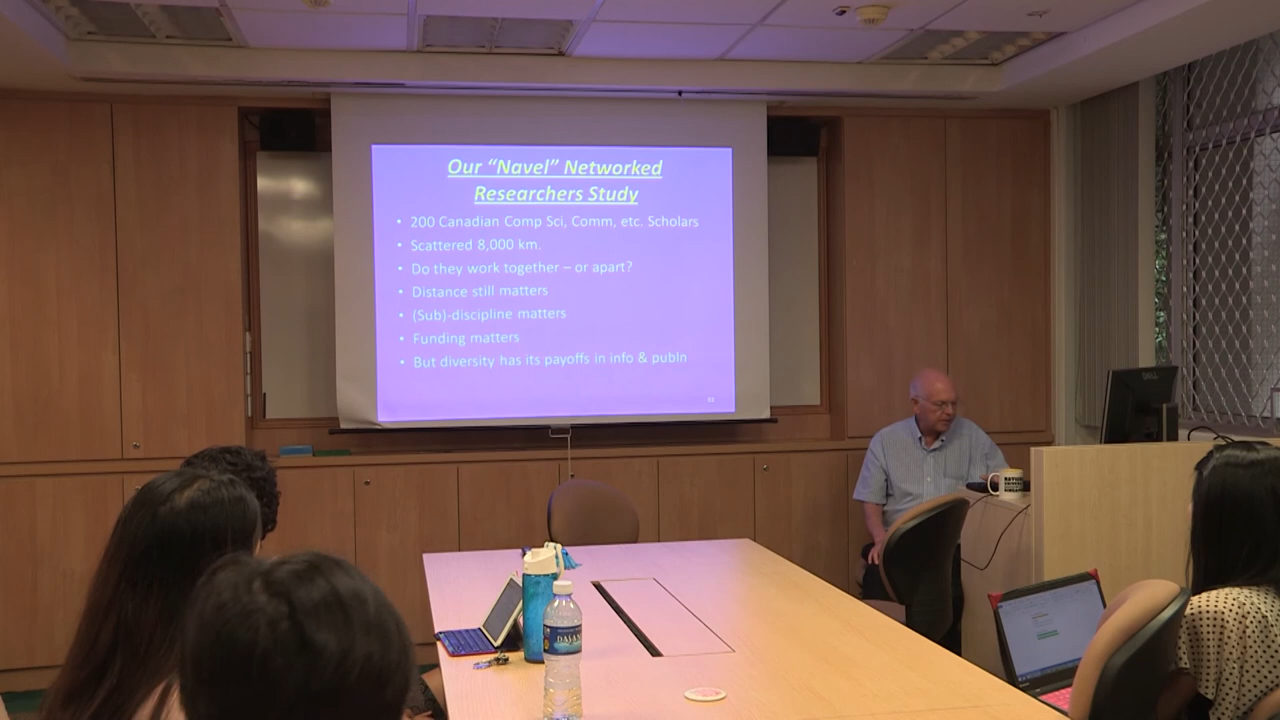 Our “Navel” Networked
Researchers Study
• 200 Canadian Comp Sci, Comm, etc. Scholars
• Scattered 8,000 km.
• Do they work together – or apart?
• Distance still matters
• (Sub)-discipline matters
• Funding matters
• But diversity has its payoffs in info & publn
DELL
DASANI